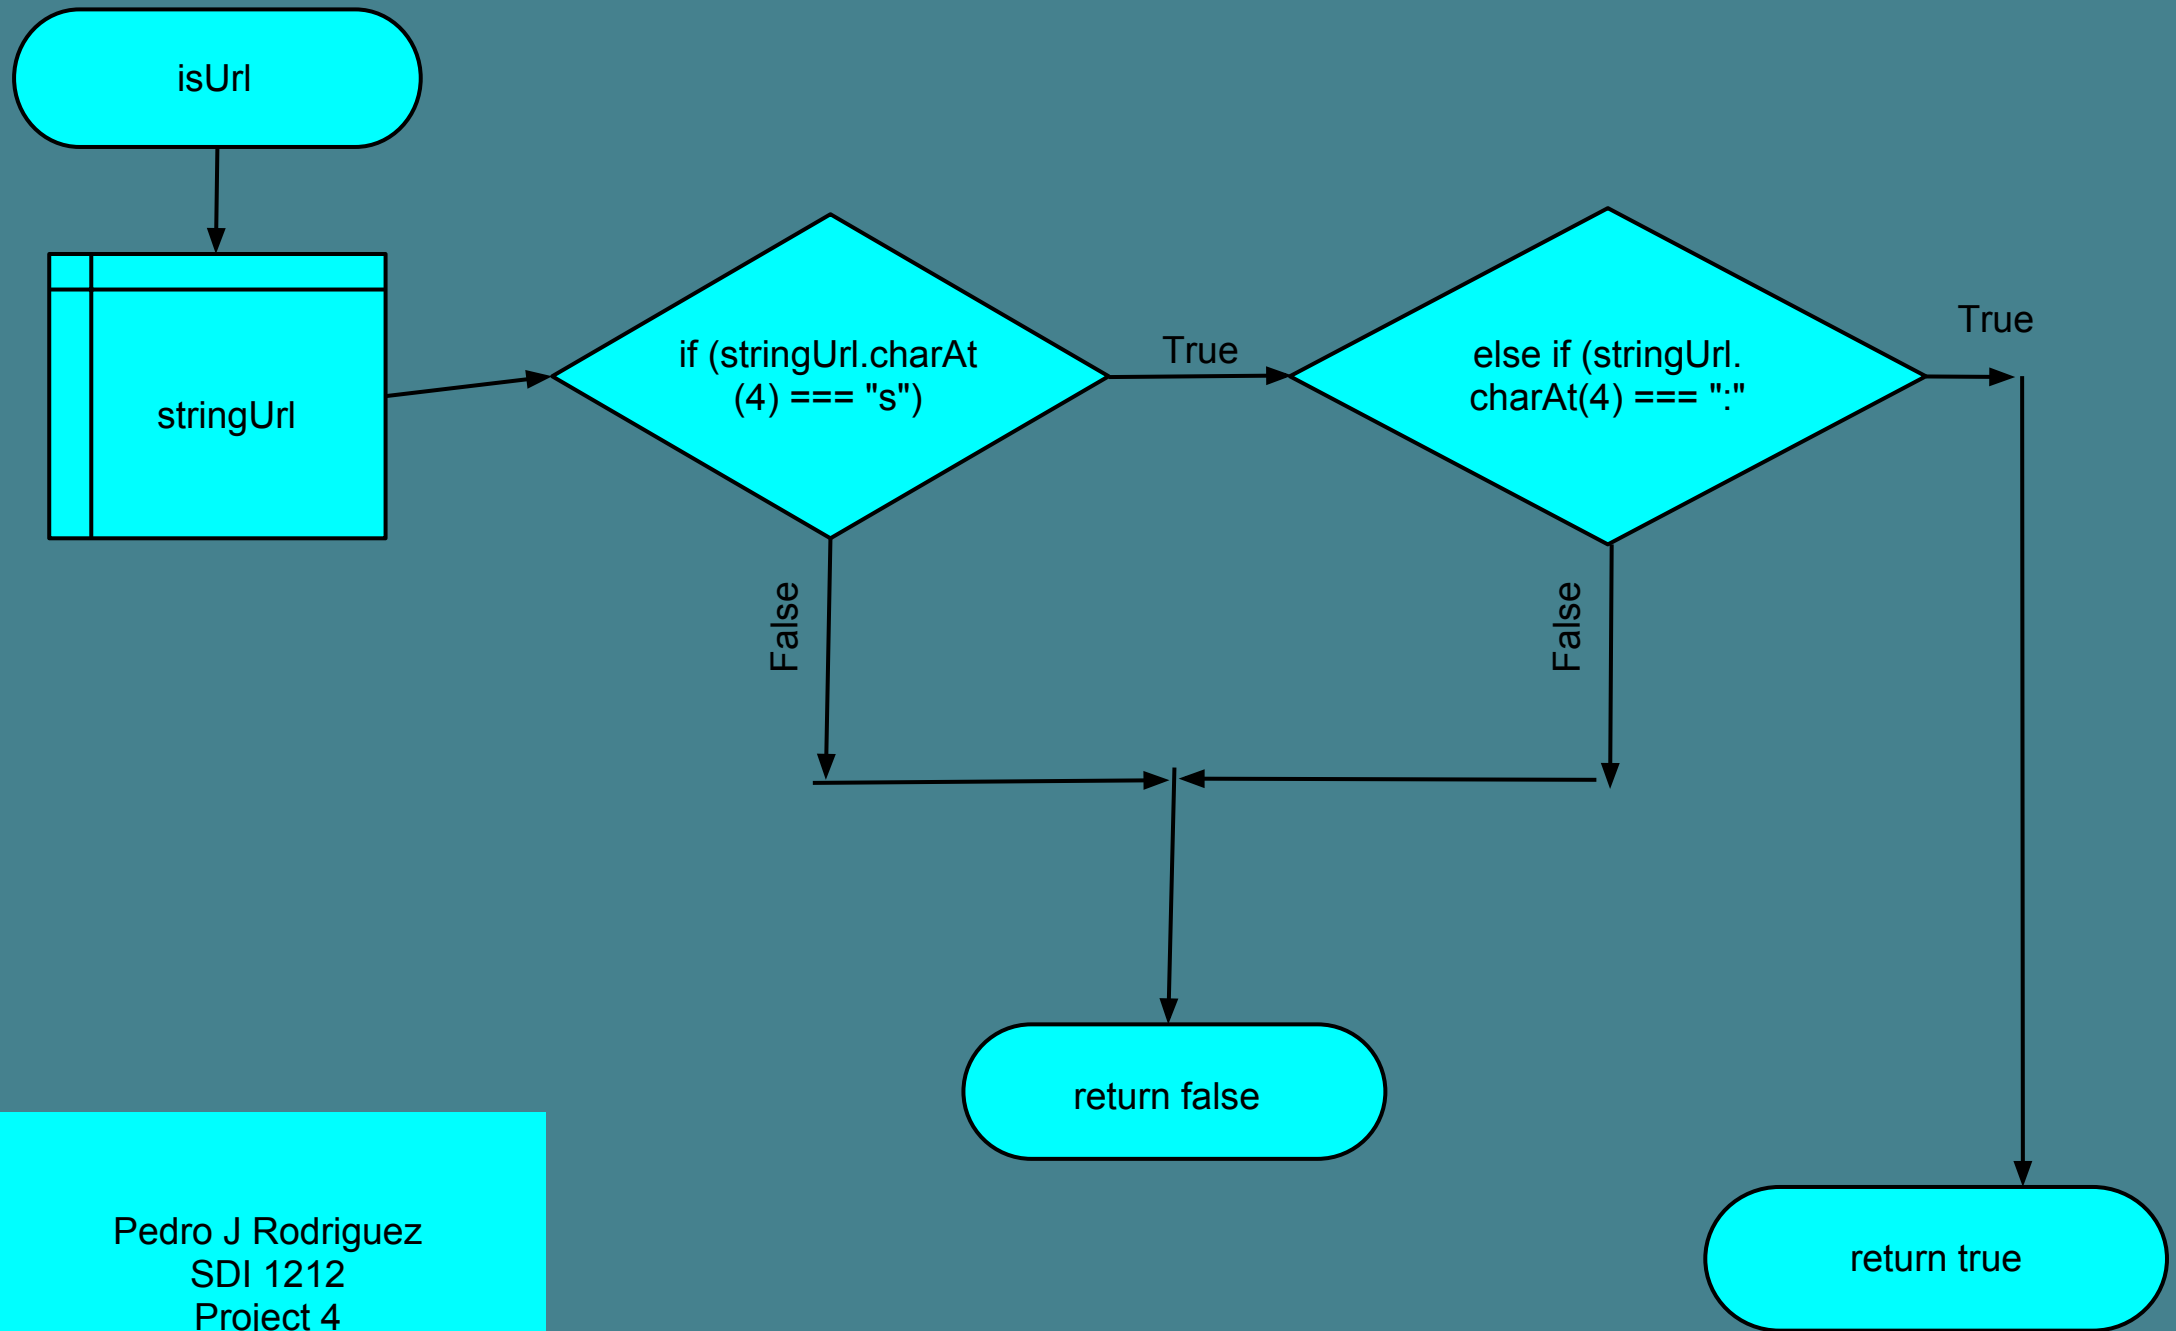 isUrl
stringUrl
if (stringUrl.charAt
(4) === "s")
True
else if (stringUrl.
charAt(4) === ":"
True
False
False
return false
return true
Pedro J Rodriguez
SDI 1212
Project 4